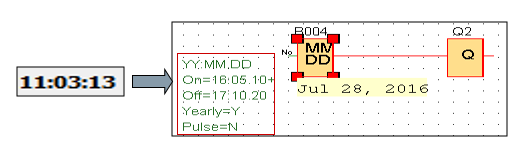 11:03:13
B004
Q2
No
MM
DD
Q
YY.MM.DD
On=16.05.10+
Off=17.10.20
Yearly=Y
Pulse=N
Jul 28, 2016